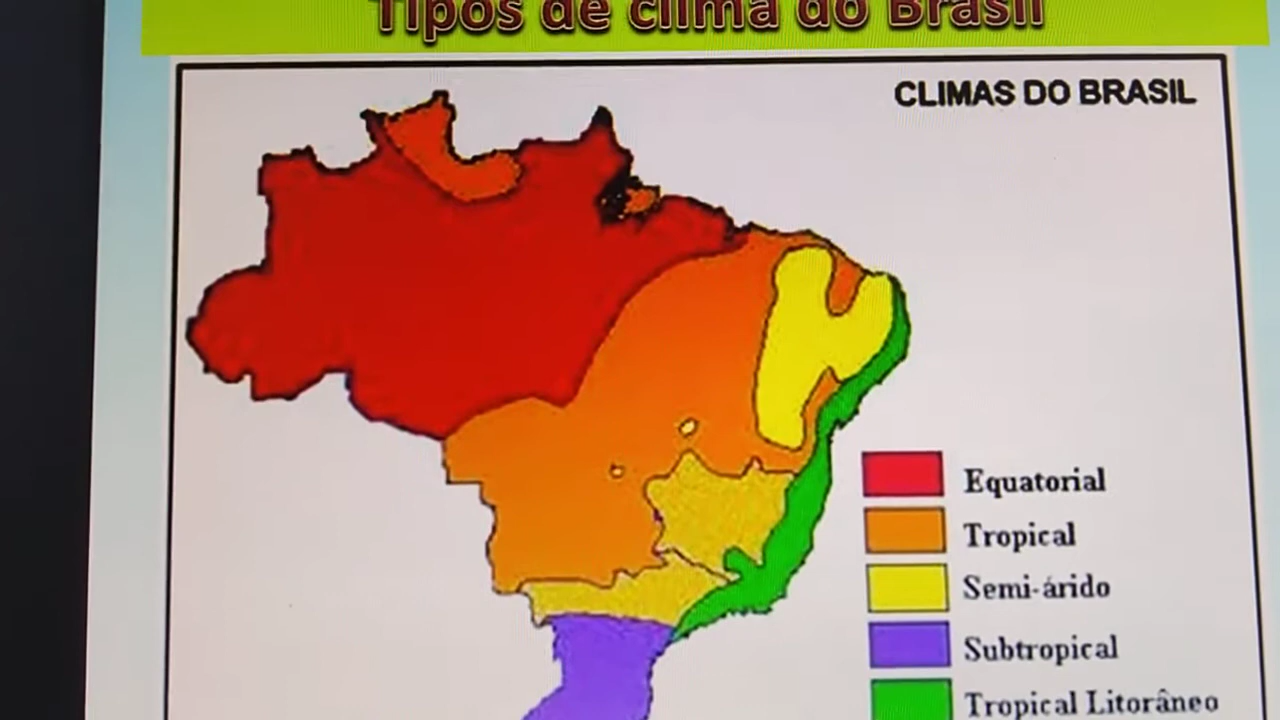 Tipos de clima do Brasil
CLIMAS DO BRASIL
Equatorial
Tropical
Semi-árido
Subtropical
Tropical Litorâneo